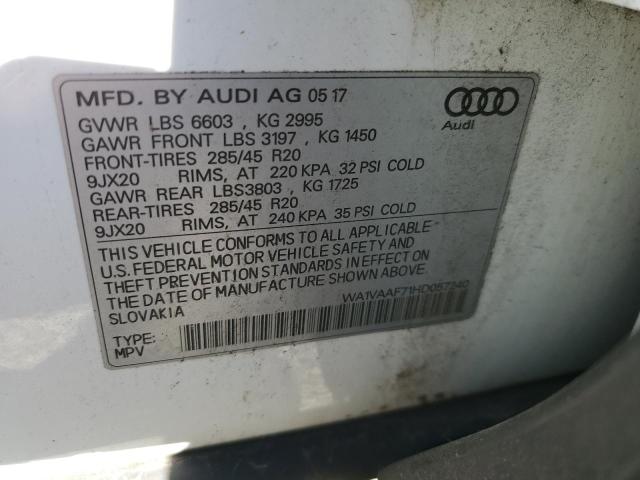 MFD. BY AUDI AG 05 17
Audi
GVWR LBS 6603 , KG 2995
GAWR FRONT LBS 3197 , KG 1450
FRONT-TIRES 285/45 R20
9JX20 RIMS, AT 220 KPA 32 PSI COLD
GAWR REAR LBS3803 , KG 1725
REAR-TIRES 285/45 R20
9JX20 RIMS, AT 240 KPA 35 PSI COLD
THIS VEHICLE CONFORMS TO ALL APPLICABLE
U.S. FEDERAL MOTOR VEHICLE SAFETY AND
THEFT PREVENTION STANDARDS IN EFFECT ON
THE DATE OF MANUFACTURE SHOWN ABOVE.
SLOVAKIA
WA1VAAF71HD057240
TYPE:
MPV